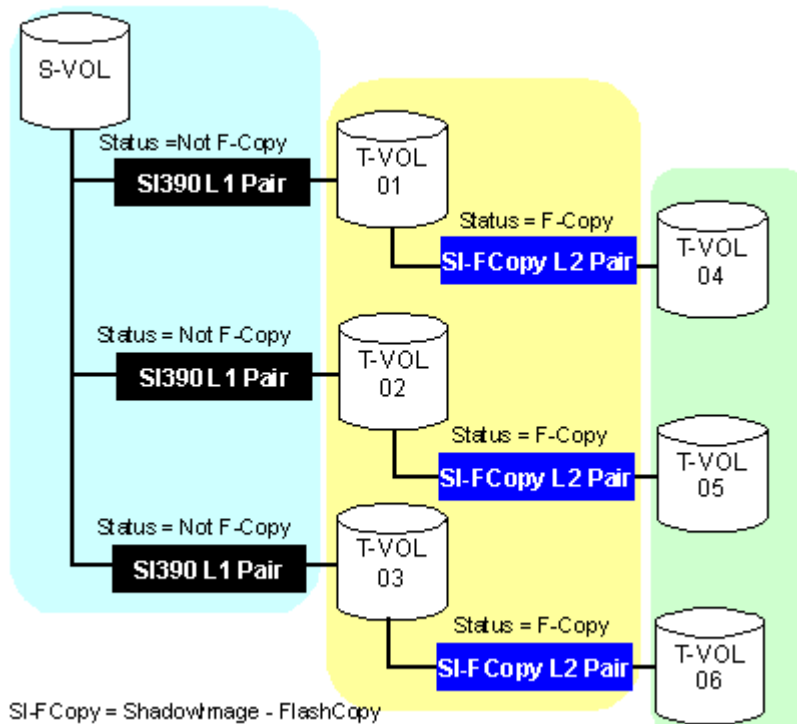 S-VOL
Status =Not F-Copy
SI390 L1 Pair
T-VOL
01
Status = F-Copy
SI-FCopy L2 Pair
T-VOL
04
Status = Not F-Copy
SI390 L1 Pair
T-VOL
02
Status = F-Copy
SI-FCopy L2 Pair
T-VOL
05
Status = Not F-Copy
SI390 L1 Pair
T-VOL
03
Status = F-Copy
SI-FCopy L2 Pair
T-VOL
06
SI-FCopy = ShadowImage - FlashCopy